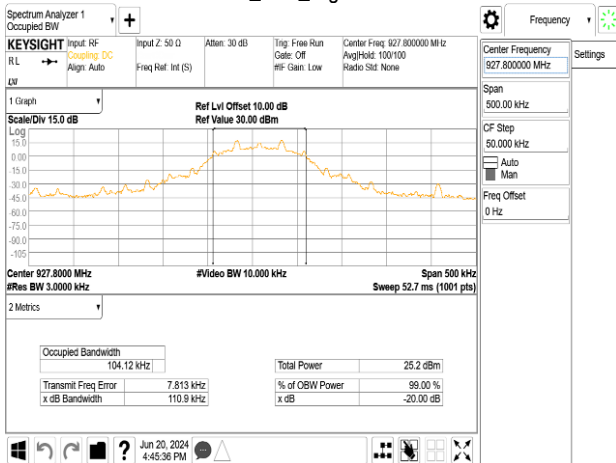 Spectrum Analyzer 1
Occupied BW
KEYSIGHT
RL
Input: RF
Coupling: DC
Align: Auto
Input Z: 50 Ω
Freq Ref: Int (S)
Atten: 30 dB
Trig: Free Run
Gate: Off
#IF Gain: Low
Center Freq: 927.800000 MHz
Avg|Hold: 100/100
Radio Std: None
LXI
1 Graph
Scale/Div 15.0 dB
Ref Lvl Offset 10.00 dB
Ref Value 30.00 dBm
Log
15.0
0.00
-15.0
-30.0
-45.0
-60.0
-75.0
-90.0
-105
Center 927.8000 MHz
#Video BW 10.000 kHz
Span 500 kHz
#Res BW 3.0000 kHz
Sweep 52.7 ms (1001 pts)
2 Metrics
Occupied Bandwidth
104.12 kHz
Total Power 25.2 dBm
Transmit Freq Error 7.813 kHz
% of OBW Power 99.00 %
x dB Bandwidth 110.9 kHz
x dB -20.00 dB
Jun 20, 2024
4:45:36 PM
Frequency
Settings
Center Frequency
927.800000 MHz
Span
500.00 kHz
CF Step
50.000 kHz
Auto
Man
Freq Offset
0 Hz